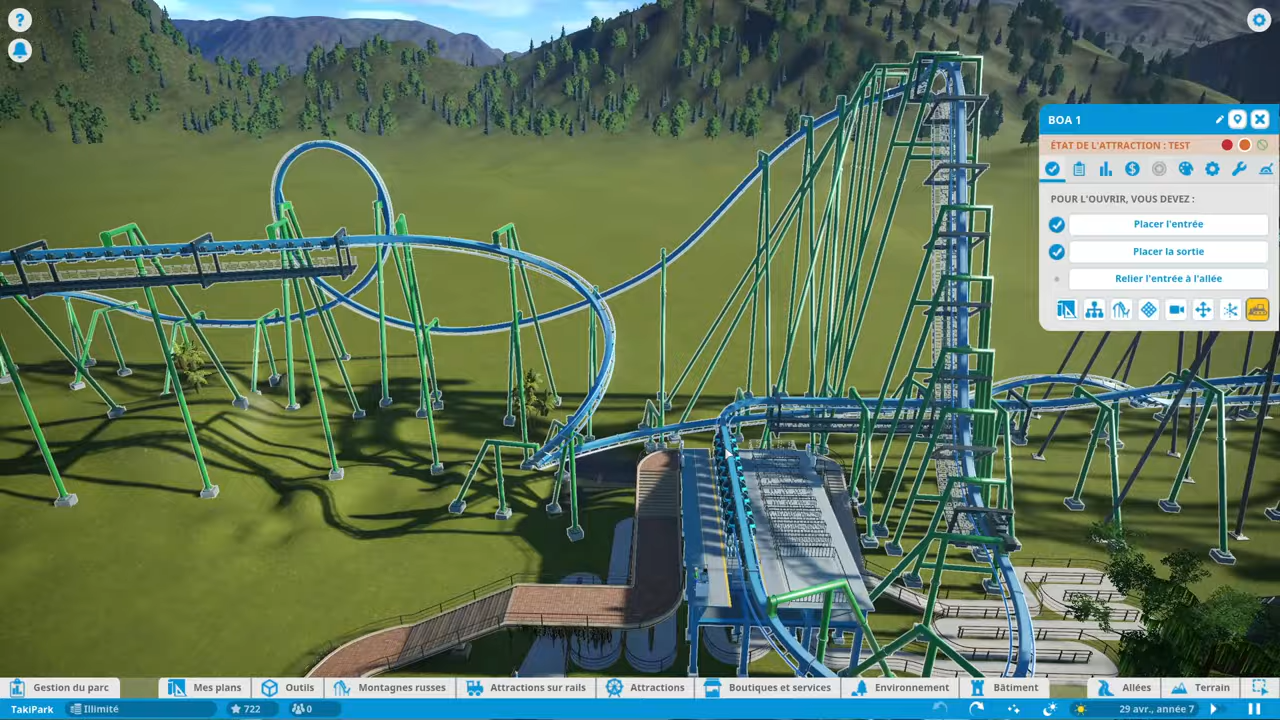 ?
BOA 1
ÉTAT DE L'ATTRACTION : TEST
$
POUR L'OUVRIR, VOUS DEVEZ :
Placer l'entrée
Placer la sortie
Relier l'entrée à l'allée
Gestion du parc
Mes plans
Outils
Montagnes russes
Attractions sur rails
Attractions
Boutiques et services
Environnement
Bâtiment
Allées
Terrain
TakiPark
Illimité
722
0
29 avr., année 7